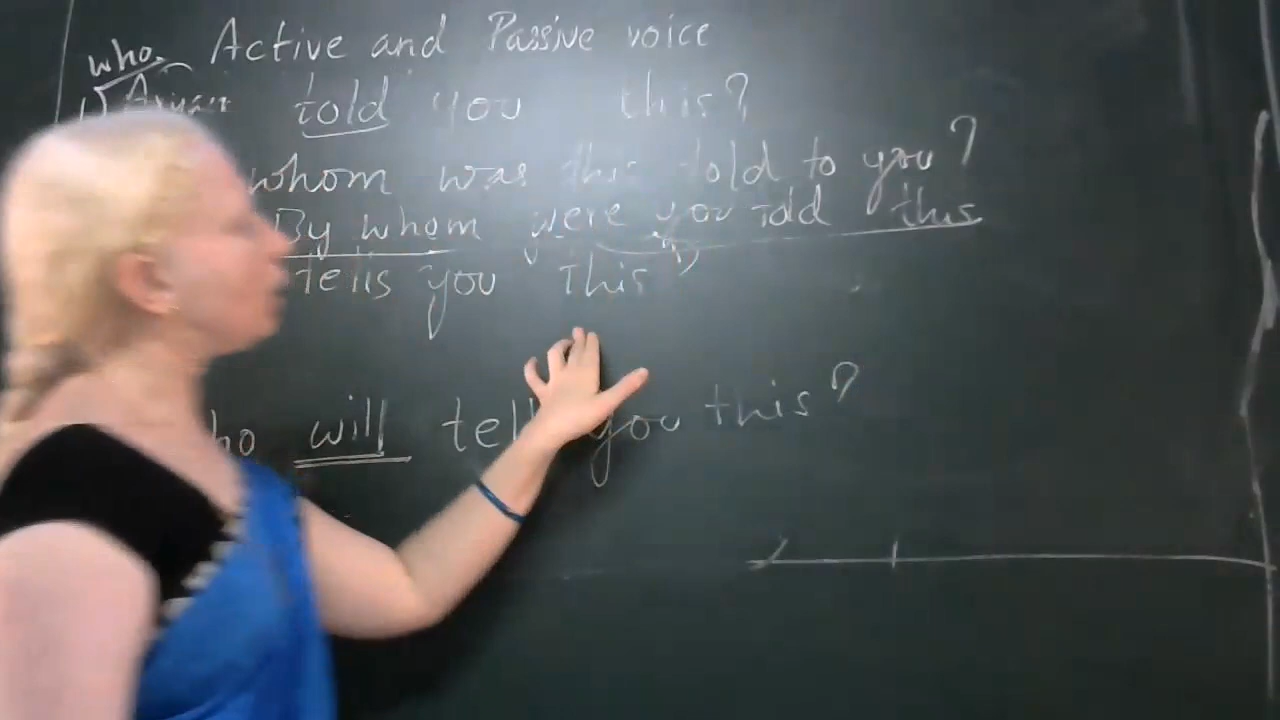 Active and Passive voice
who
told you this?
whom was this told to you?
By whom were you told this
tells you this?
will tell you this?